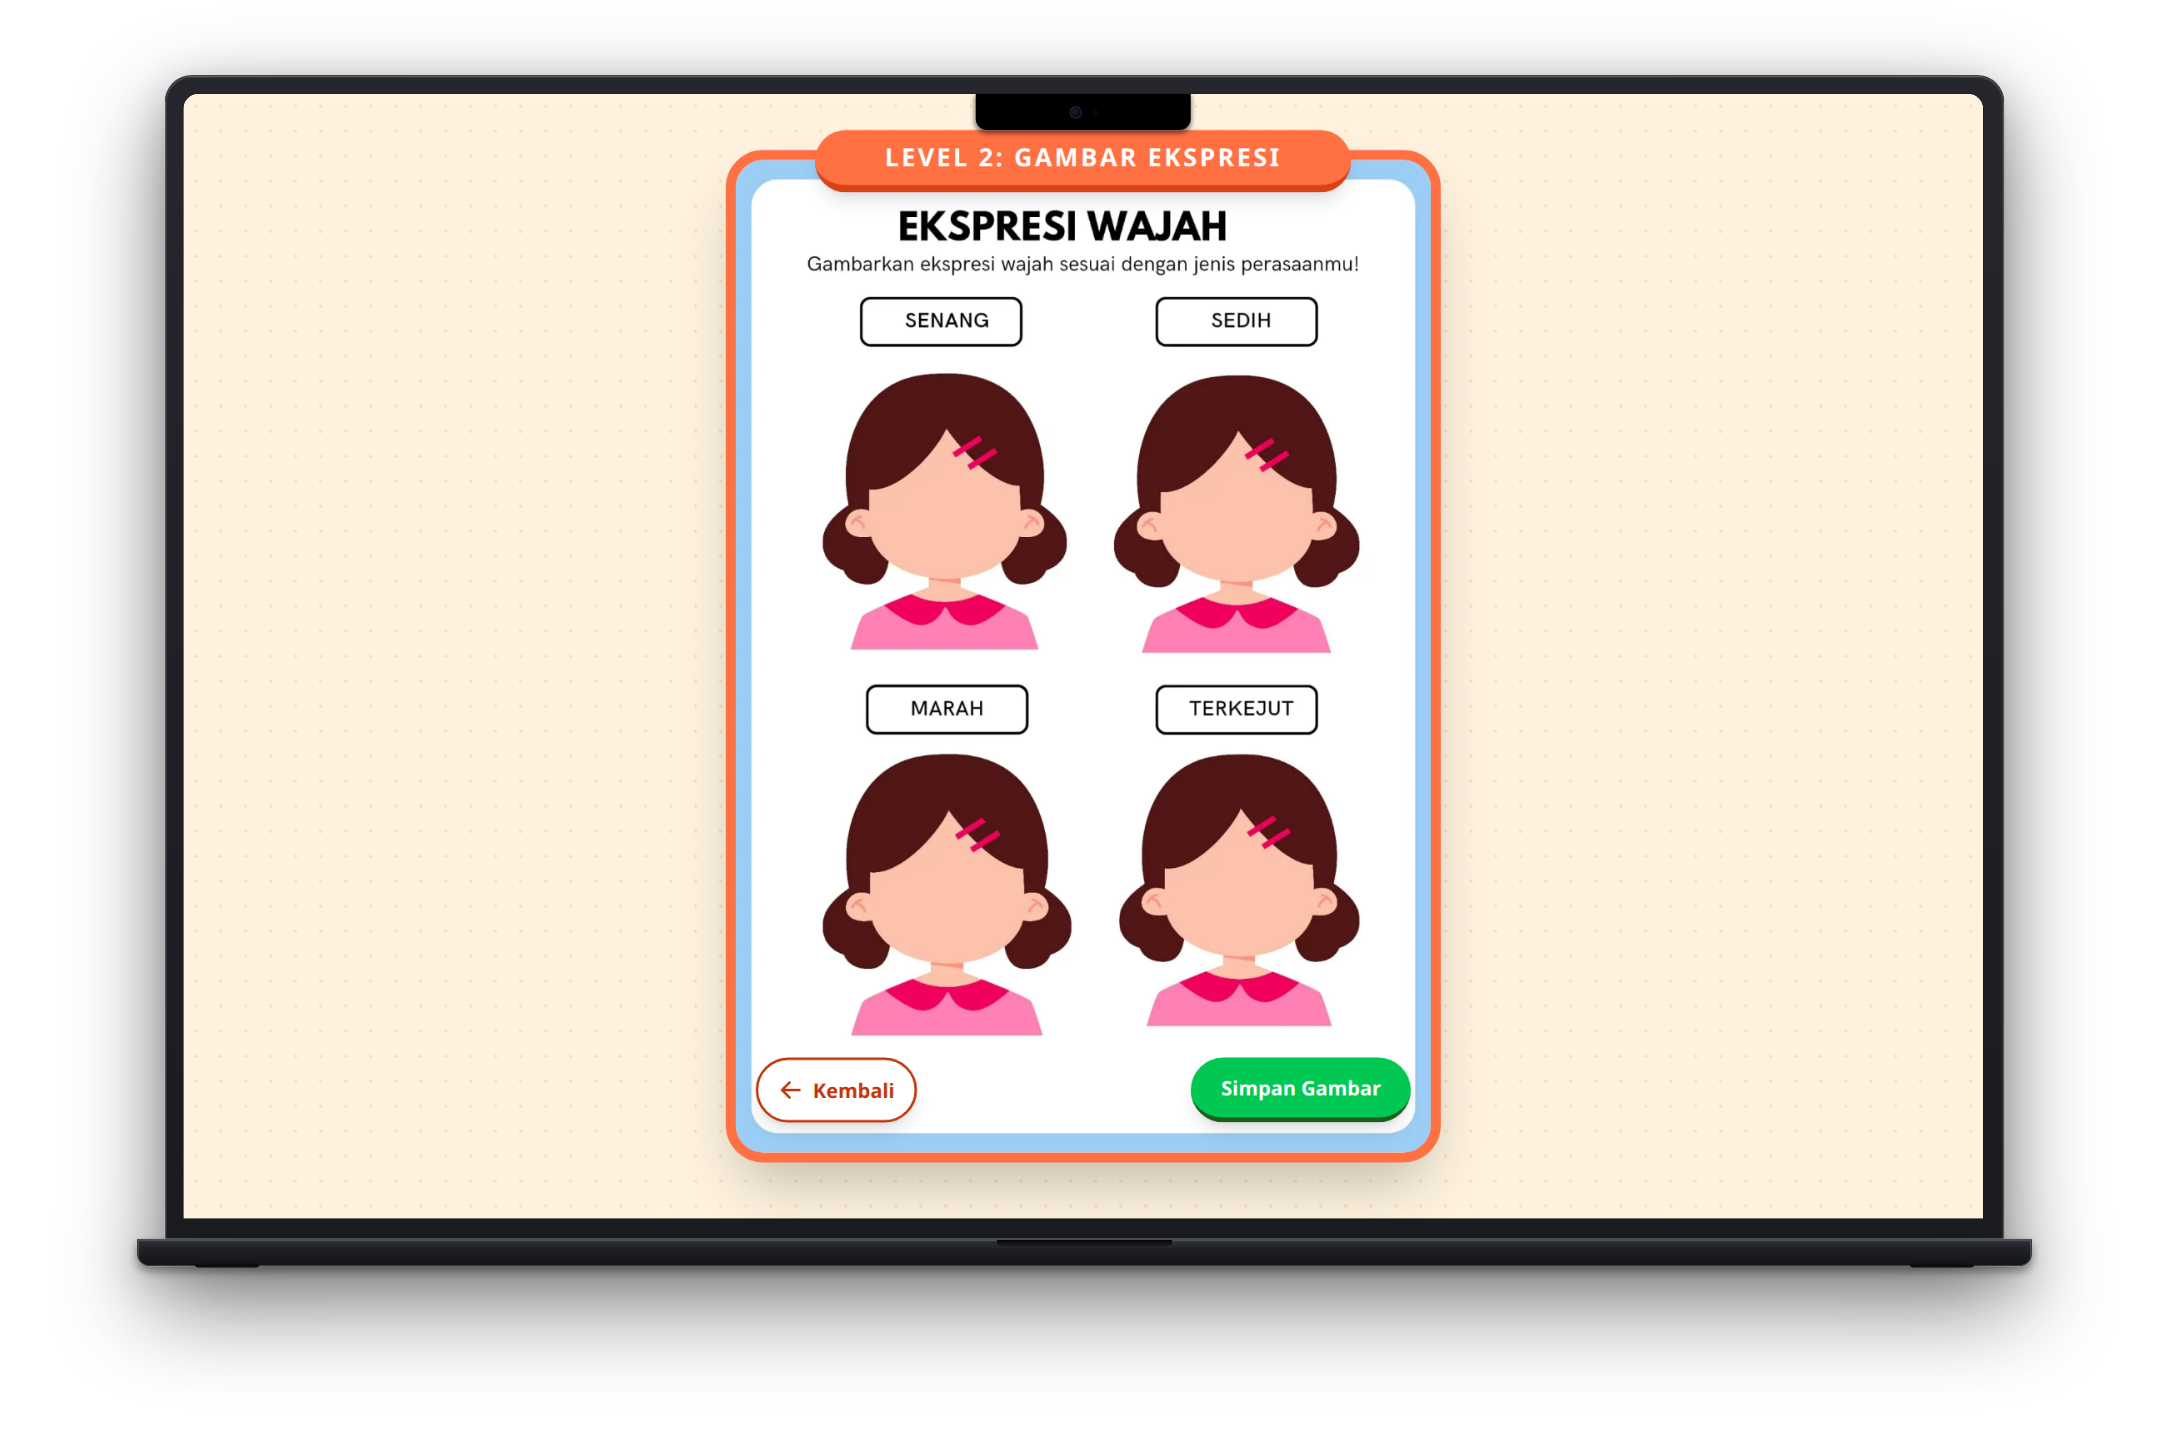 LEVEL 2: GAMBAR EKSPRESI
EKSPRESI WAJAH
Gambarkan ekspresi wajah sesuai dengan jenis perasaanmu!
SENANG
SEDIH
MARAH
TERKEJUT
Kembali
Simpan Gambar